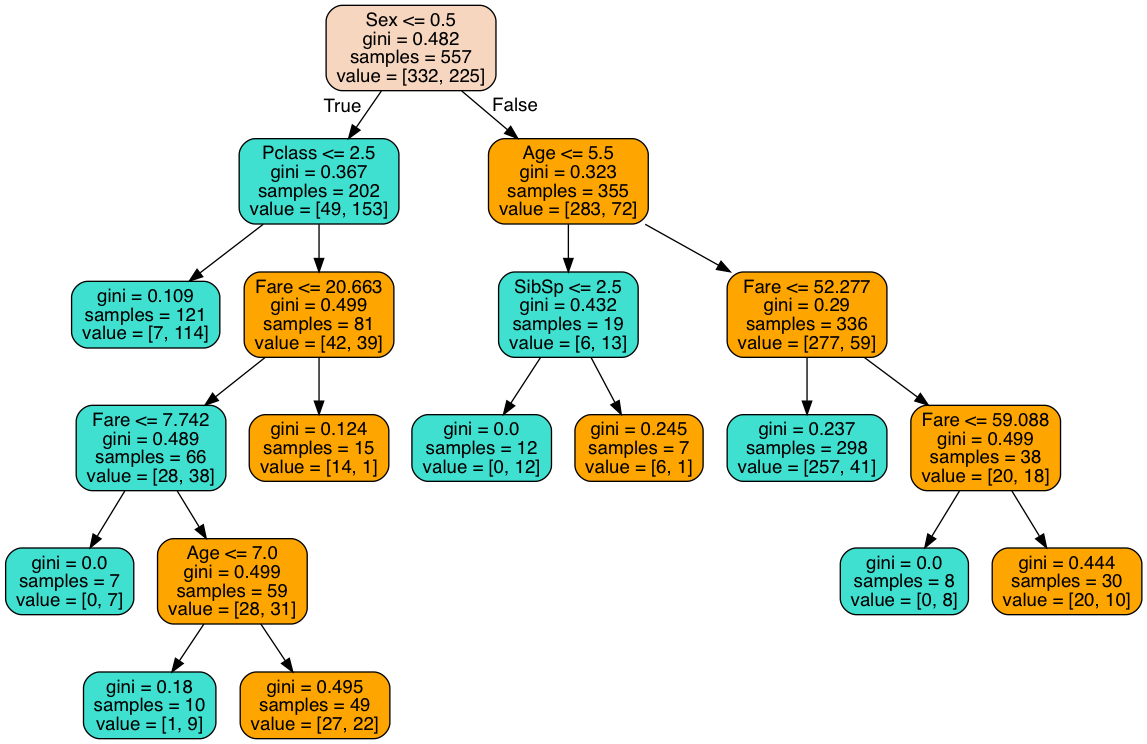 Sex <= 0.5
gini = 0.482
samples = 557
value = [332, 225]
True
False
Pclass <= 2.5
gini = 0.367
samples = 202
value = [49, 153]
Age <= 5.5
gini = 0.323
samples = 355
value = [283, 72]
gini = 0.109
samples = 121
value = [7, 114]
Fare <= 20.663
gini = 0.499
samples = 81
value = [42, 39]
SibSp <= 2.5
gini = 0.432
samples = 19
value = [6, 13]
Fare <= 52.277
gini = 0.29
samples = 336
value = [277, 59]
Fare <= 7.742
gini = 0.489
samples = 66
value = [28, 38]
gini = 0.124
samples = 15
value = [14, 1]
gini = 0.0
samples = 12
value = [0, 12]
gini = 0.245
samples = 7
value = [6, 1]
gini = 0.237
samples = 298
value = [257, 41]
Fare <= 59.088
gini = 0.499
samples = 38
value = [20, 18]
gini = 0.0
samples = 7
value = [0, 7]
Age <= 7.0
gini = 0.499
samples = 59
value = [28, 31]
gini = 0.0
samples = 8
value = [0, 8]
gini = 0.444
samples = 30
value = [20, 10]
gini = 0.18
samples = 10
value = [1, 9]
gini = 0.495
samples = 49
value = [27, 22]